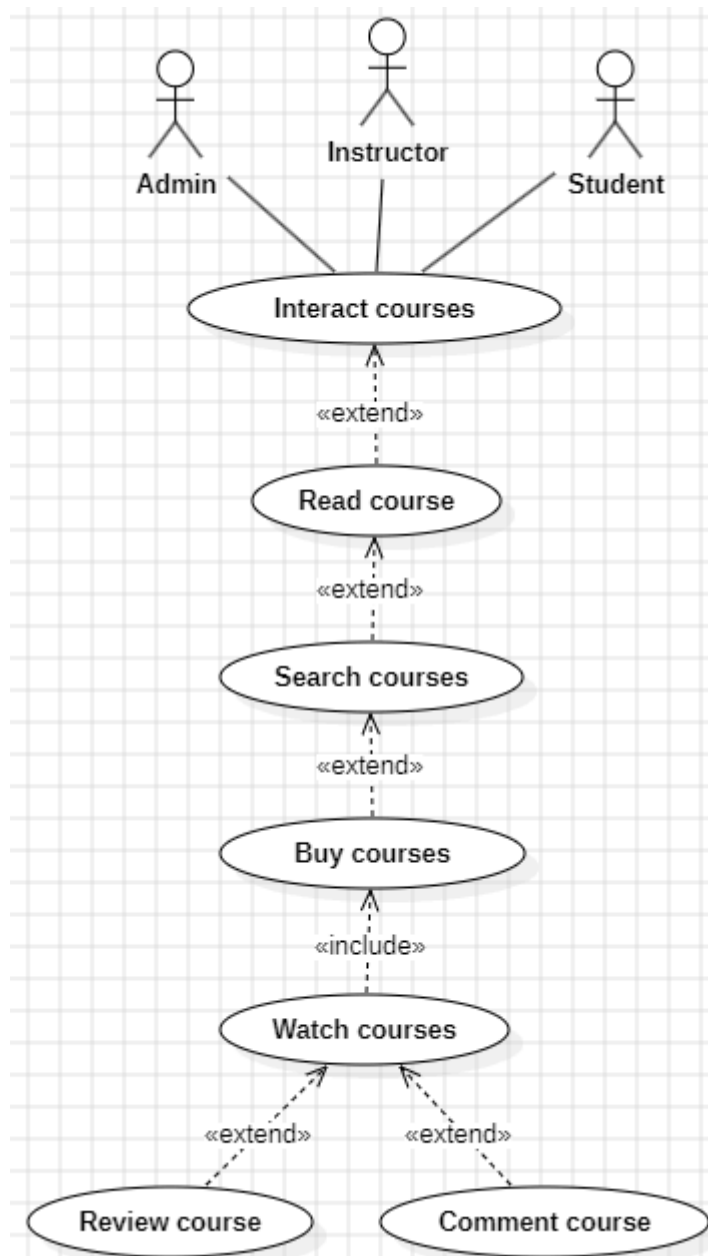 Instructor
Admin
Student
Interact courses
«extend»
Read course
«extend»
Search courses
«extend»
Buy courses
«include»
Watch courses
«extend»
«extend»
Review course
Comment course